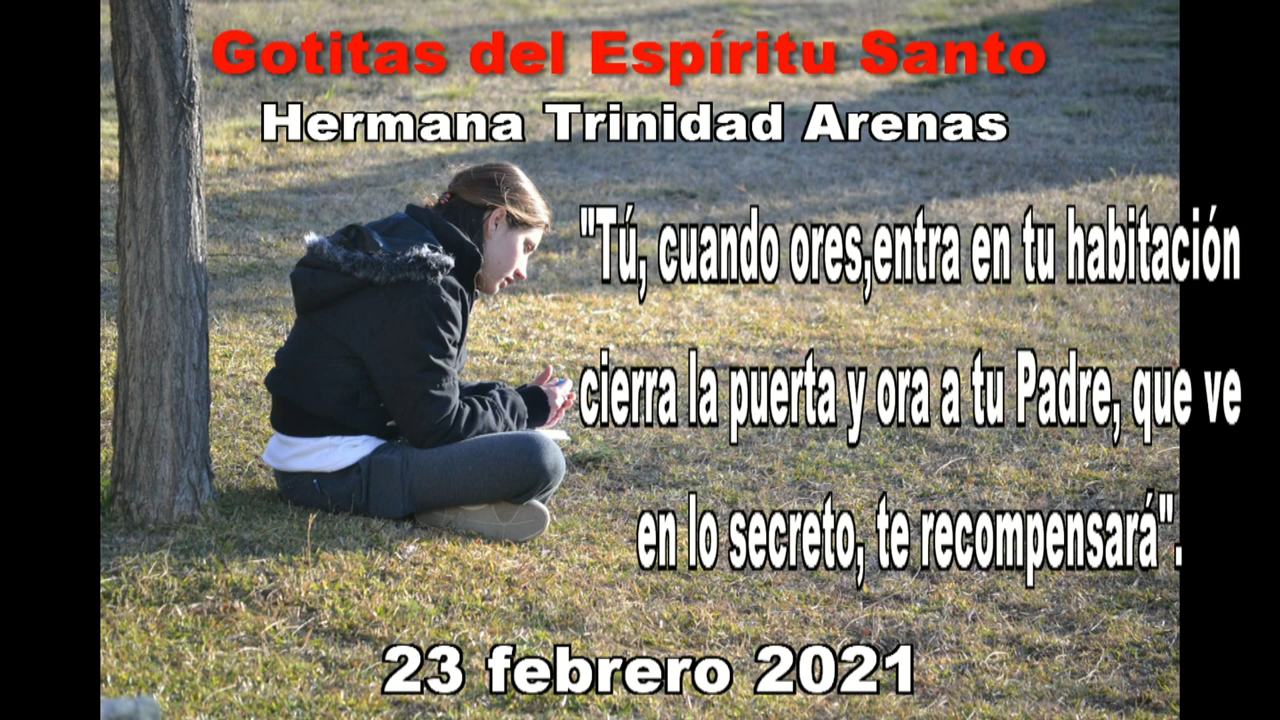 Gotitas del Espíritu Santo
Hermana Trinidad Arenas
"Tú, cuando ores,entra en tu habitación
cierra la puerta y ora a tu Padre, que ve
en lo secreto, te recompensará".
23 febrero 2021